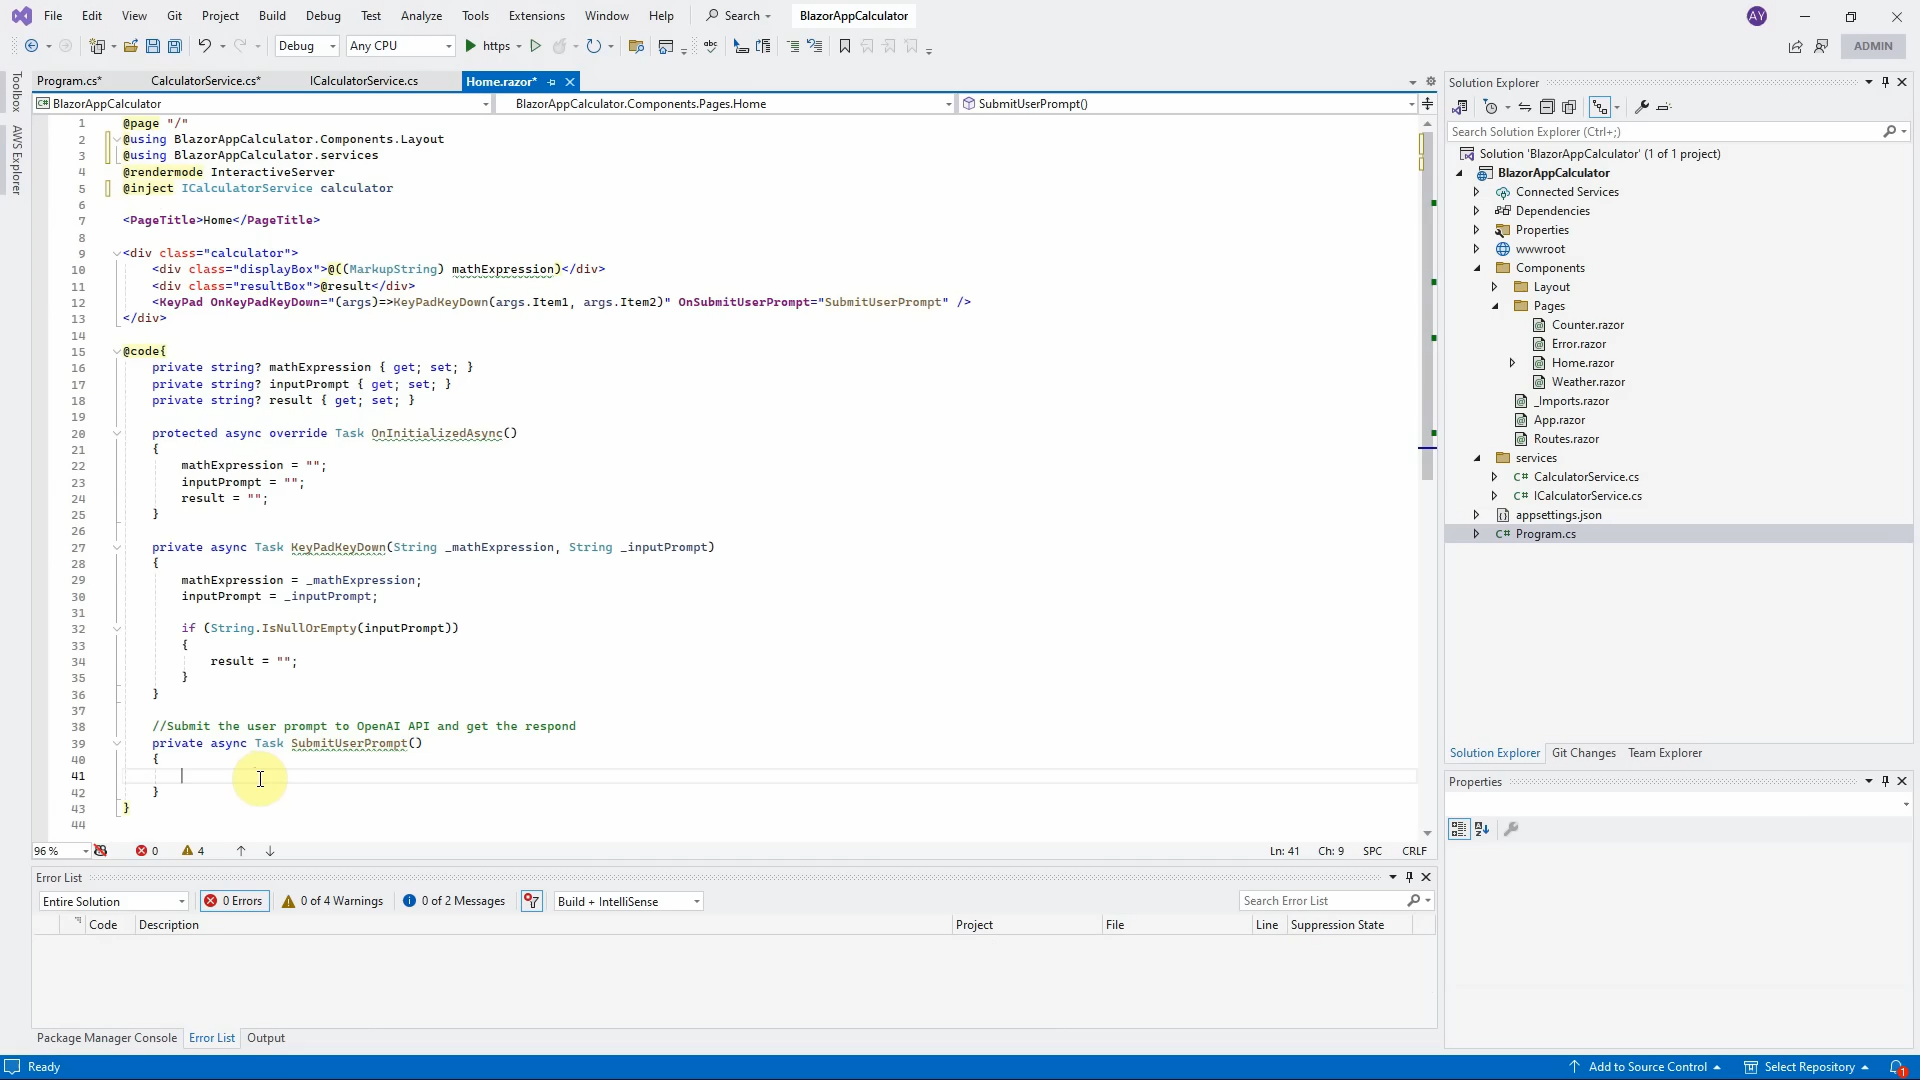 File Edit View Git Project Build Debug Test Analyze Tools Extensions Window Help Search BlazorAppCalculator AY
Debug Any CPU https ADMIN
Toolbox
AWS Explorer
Program.cs* CalculatorService.cs* ICalculatorService.cs Home.razor*
BlazorAppCalculator BlazorAppCalculator.Components.Pages.Home SubmitUserPrompt()
1 @page "/"
2 @using BlazorAppCalculator.Components.Layout
3 @using BlazorAppCalculator.services
4 @rendermode InteractiveServer
5 @inject ICalculatorService calculator
6
7 <PageTitle>Home</PageTitle>
8
9 <div class="calculator">
10 <div class="displayBox">@((MarkupString) mathExpression)</div>
11 <div class="resultBox">@result</div>
12 <KeyPad OnKeyPadKeyDown="(args)=>KeyPadKeyDown(args.Item1, args.Item2)" OnSubmitUserPrompt="SubmitUserPrompt" />
13 </div>
14
15 @code{
16 private string? mathExpression { get; set; }
17 private string? inputPrompt { get; set; }
18 private string? result { get; set; }
19
20 protected async override Task OnInitializedAsync()
21 {
22 mathExpression = "";
23 inputPrompt = "";
24 result = "";
25 }
26
27 private async Task KeyPadKeyDown(String _mathExpression, String _inputPrompt)
28 {
29 mathExpression = _mathExpression;
30 inputPrompt = _inputPrompt;
31
32 if (String.IsNullOrEmpty(inputPrompt))
33 {
34 result = "";
35 }
36 }
37
38 //Submit the user prompt to OpenAI API and get the respond
39 private async Task SubmitUserPrompt()
40 {
41
42 }
43 }
44
96 % 0 4 Ln: 41 Ch: 9 SPC CRLF
Error List
Entire Solution 0 Errors 0 of 4 Warnings 0 of 2 Messages Build + IntelliSense Search Error List
Code Description Project File Line Suppression State
Package Manager Console Error List Output
Solution Explorer
Search Solution Explorer (Ctrl+;)
Solution 'BlazorAppCalculator' (1 of 1 project)
BlazorAppCalculator
Connected Services
Dependencies
Properties
wwwroot
Components
Layout
Pages
Counter.razor
Error.razor
Home.razor
Weather.razor
_Imports.razor
App.razor
Routes.razor
services
C# CalculatorService.cs
C# ICalculatorService.cs
appsettings.json
C# Program.cs
Solution Explorer Git Changes Team Explorer
Properties
Ready Add to Source Control Select Repository 1